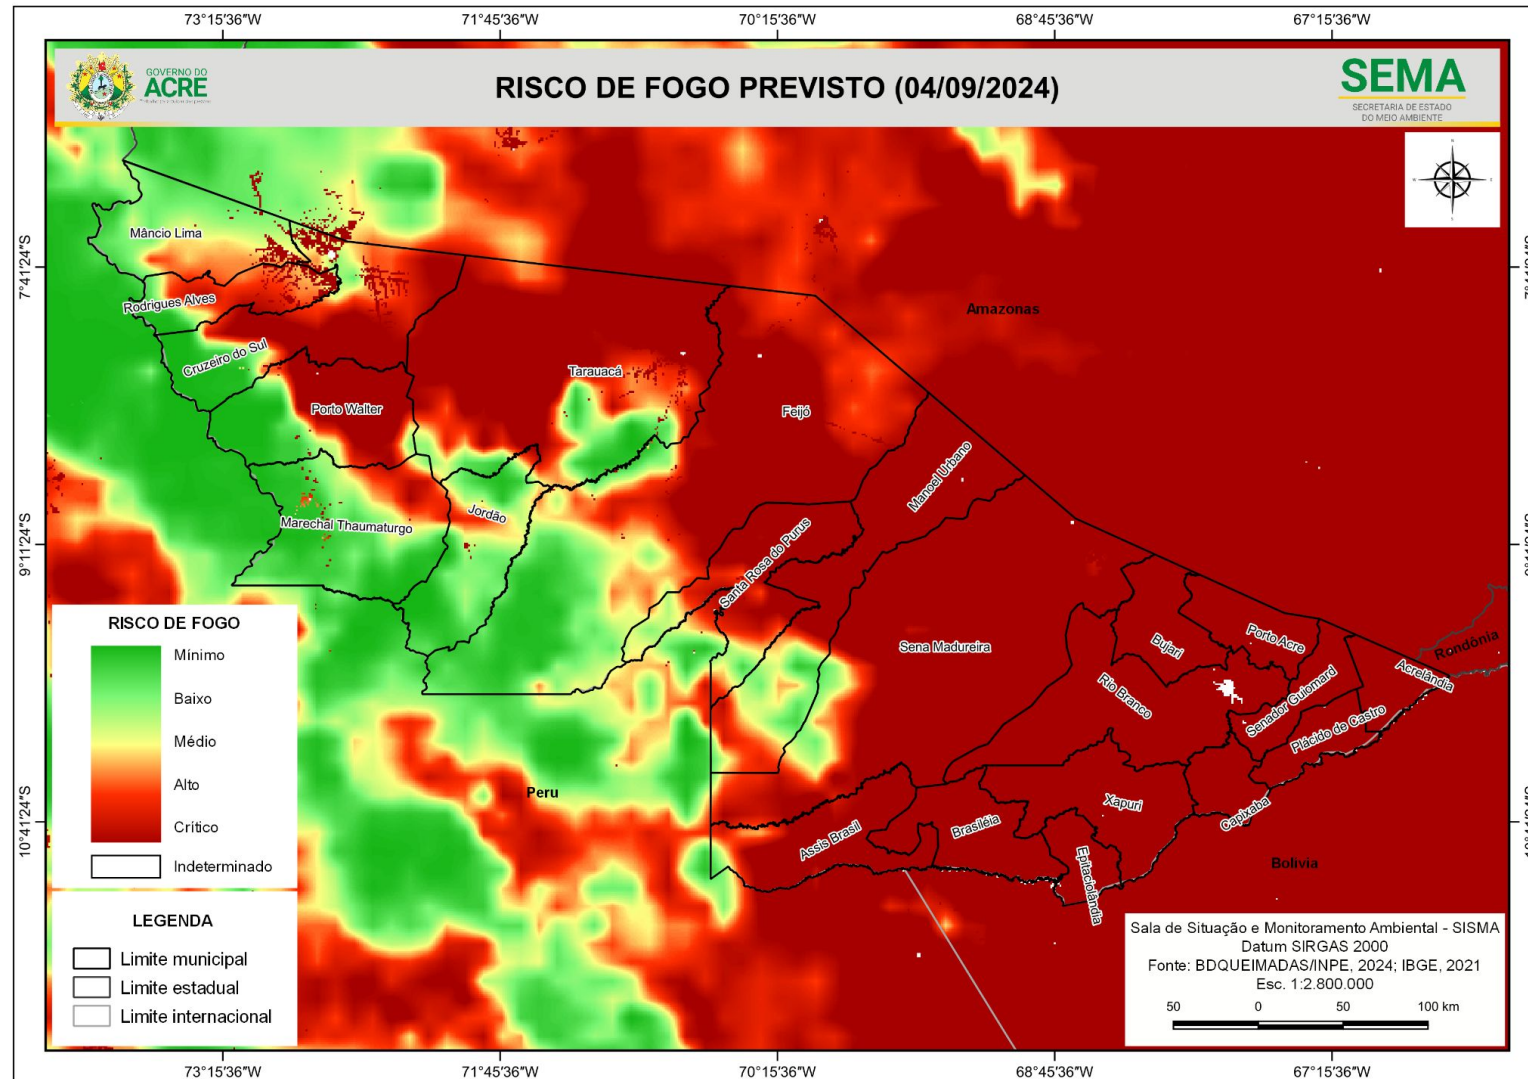 73°15'36"W
71°45'36"W
70°15'36"W
68°45'36"W
67°15'36"W
GOVERNO DO
ACRE
RISCO DE FOGO PREVISTO (04/09/2024)
SEMA
SECRETARIA DE ESTADO
DO MEIO AMBIENTE
7°41'24"S
Mâncio Lima
Rodrigues Alves
Cruzeiro do Sul
Porto Walter
Tarauacá
Feijó
Amazonas
Manoel Urbano
Marechal Thaumaturgo
Jordão
9°11'24"S
Santa Rosa do Purus
Sena Madureira
Bujari
Porto Acre
Rondônia
Acrelândia
Rio Branco
Senador Guiomard
Plácido de Castro
Peru
Xapuri
Capixaba
Assis Brasil
Brasiléia
Epitaciolândia
Bolivia
10°41'24"S
RISCO DE FOGO
Mínimo
Baixo
Médio
Alto
Crítico
Indeterminado
LEGENDA
Limite municipal
Limite estadual
Limite internacional
Sala de Situação e Monitoramento Ambiental - SISMA
Datum SIRGAS 2000
Fonte: BDQUEIMADAS/INPE, 2024; IBGE, 2021
Esc. 1:2.800.000
50 0 50 100 km
73°15'36"W
71°45'36"W
70°15'36"W
68°45'36"W
67°15'36"W